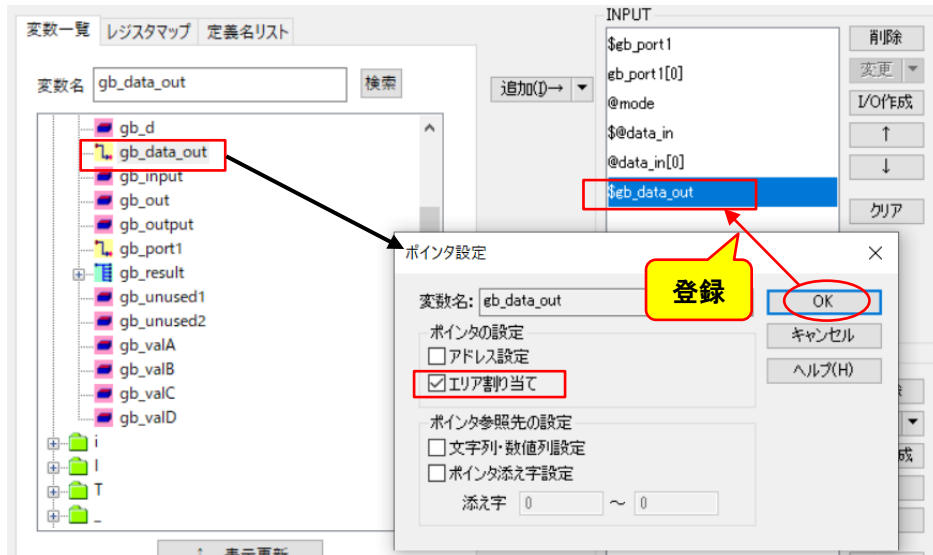 変数一覧
レジスタマップ
定義名リスト
変数名
gb_data_out
検索
gb_d
gb_data_out
gb_input
gb_out
gb_output
gb_port1
gb_result
gb_unused1
gb_unused2
gb_valA
gb_valB
gb_valC
gb_valD
i
l
T
_
追加(I)→
INPUT
$gb_port1
gb_port1[0]
@mode
$@data_in
@data_in[0]
$gb_data_out
削除
変更
I/O作成
↑
↓
クリア
ポインタ設定
変数名: gb_data_out
登録
OK
キャンセル
ヘルプ(H)
ポインタの設定
アドレス設定
エリア割り当て
ポインタ参照先の設定
文字列・数値列設定
ポインタ添え字設定
添え字 0 ～ 0